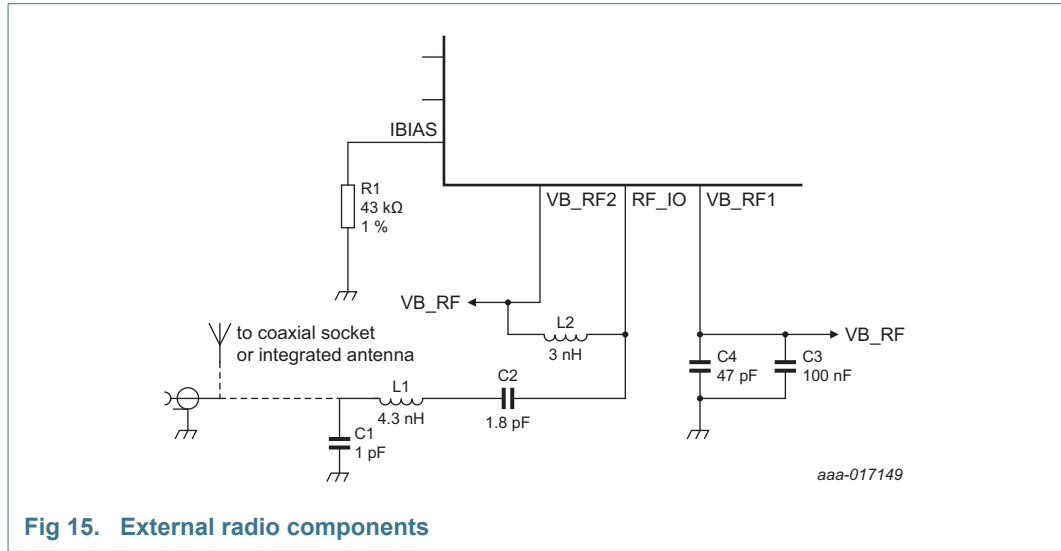 IBIAS
R1
43 kΩ
1 %
VB_RF2 RF_IO VB_RF1
VB_RF
L2
3 nH
VB_RF
C4
47 pF
C3
100 nF
to coaxial socket
or integrated antenna
L1
4.3 nH
C2
1.8 pF
C1
1 pF
aaa-017149
Fig 15. External radio components